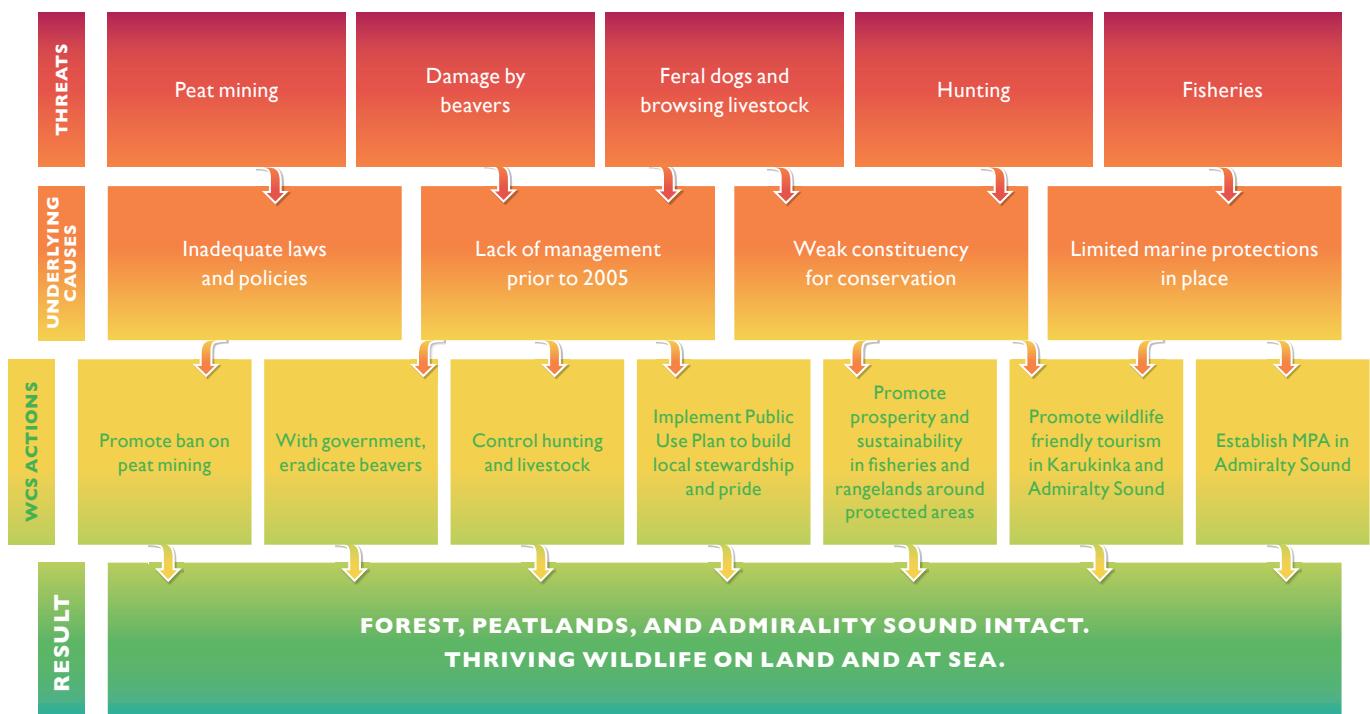 THREATS
Peat mining
Damage by
beavers
Feral dogs and
browsing livestock
Hunting
Fisheries
UNDERLYING
CAUSES
Inadequate laws
and policies
Lack of management
prior to 2005
Weak constituency
for conservation
Limited marine protections
in place
WCS ACTIONS
Promote ban on
peat mining
With government,
eradicate beavers
Control hunting
and livestock
Implement Public
Use Plan to build
local stewardship
and pride
Promote
prosperity and
sustainability
in fisheries and
rangelands around
protected areas
Promote wildlife
friendly tourism
in Karukinka and
Admiralty Sound
Establish MPA in
Admiralty Sound
RESULT
FOREST, PEATLANDS, AND ADMIRALITY SOUND INTACT.
THRIVING WILDLIFE ON LAND AND AT SEA.